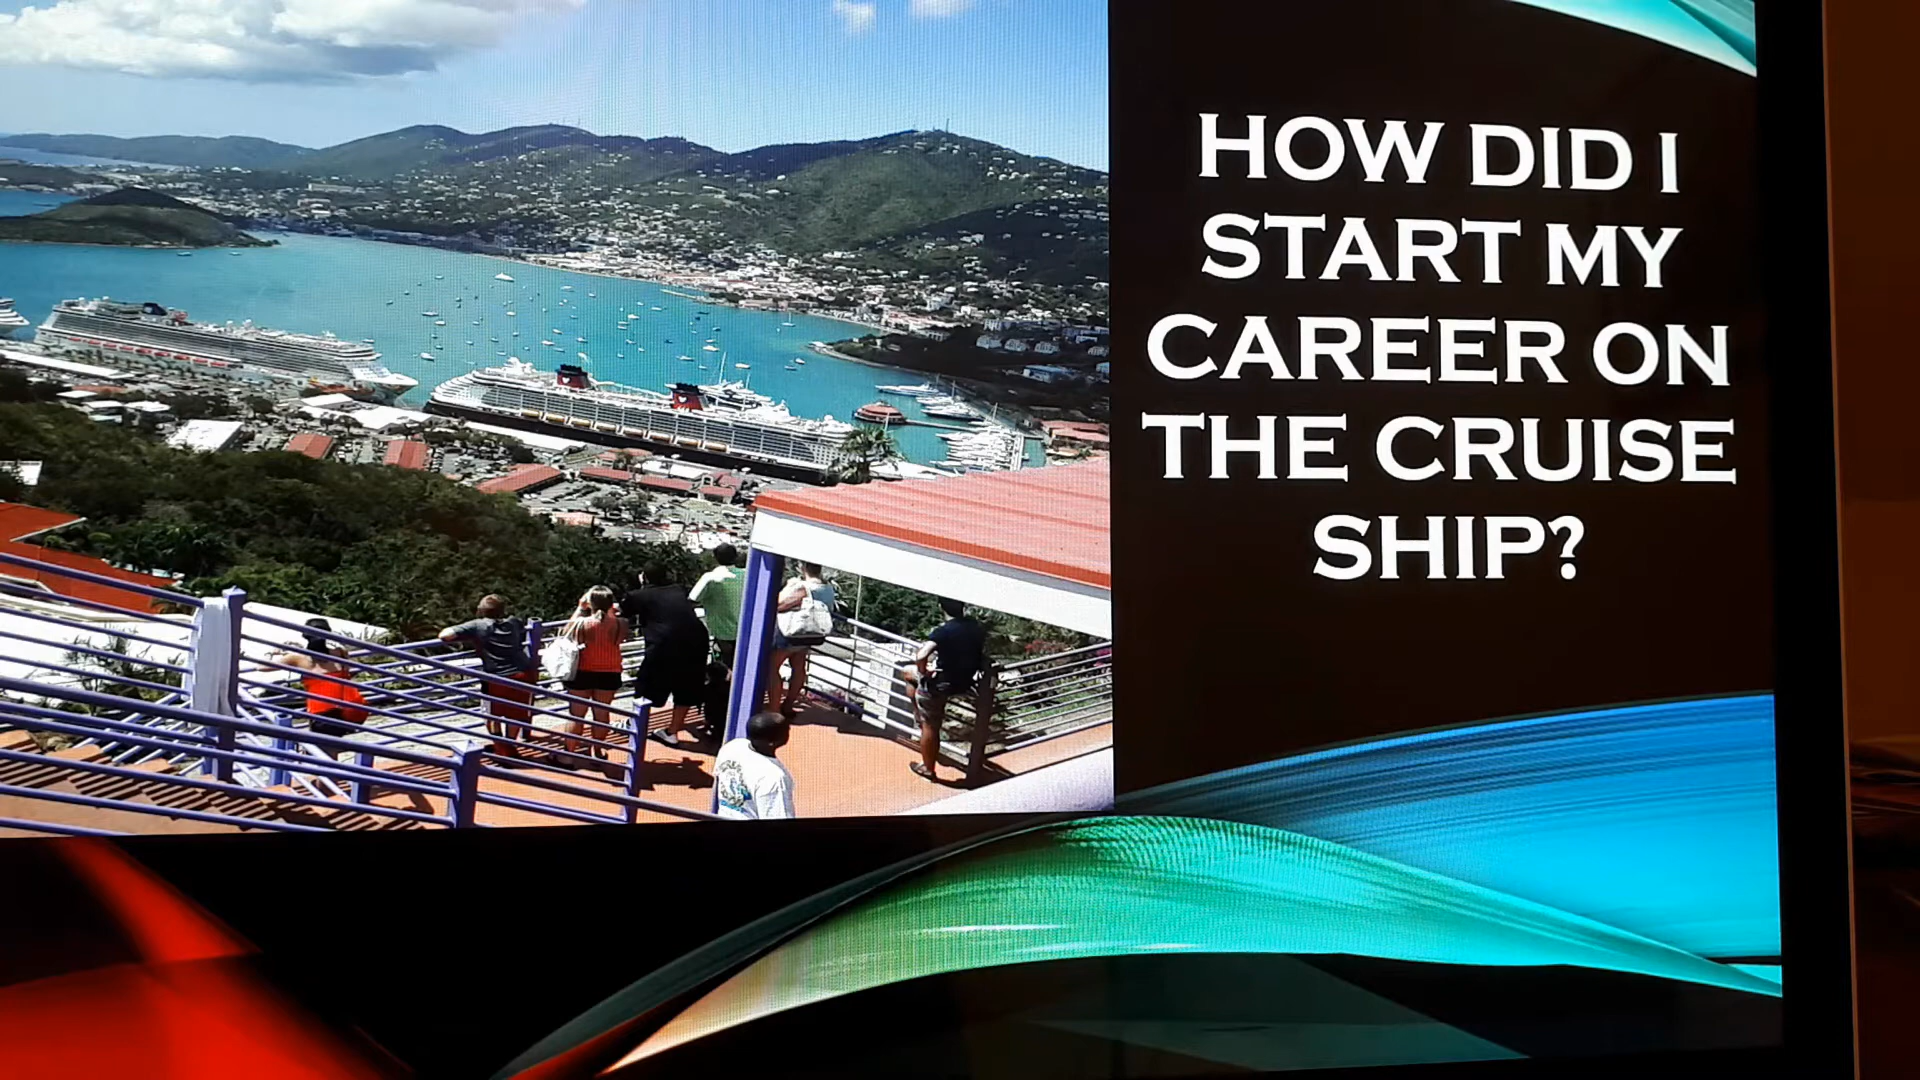 HOW DID I
START MY
CAREER ON
THE CRUISE
SHIP?